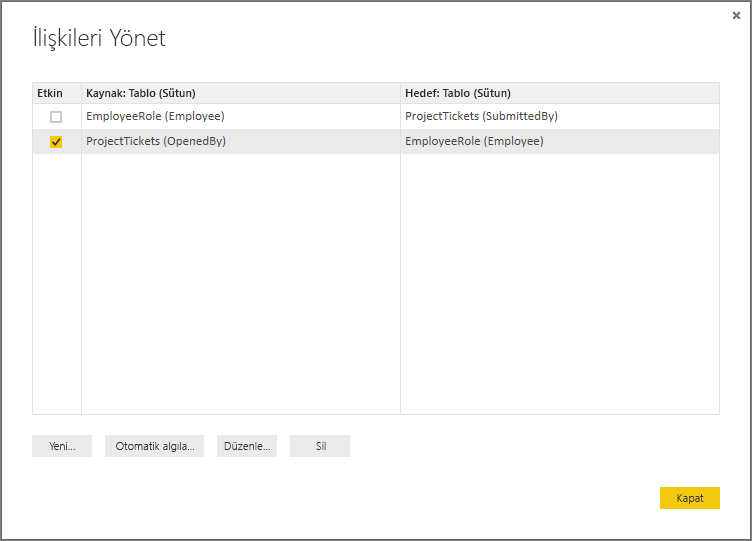 İlişkileri Yönet
Etkin Kaynak: Tablo (Sütun) Hedef: Tablo (Sütun)
EmployeeRole (Employee) ProjectTickets (SubmittedBy)
ProjectTickets (OpenedBy) EmployeeRole (Employee)
Yeni... Otomatik algıla... Düzenle... Sil
Kapat